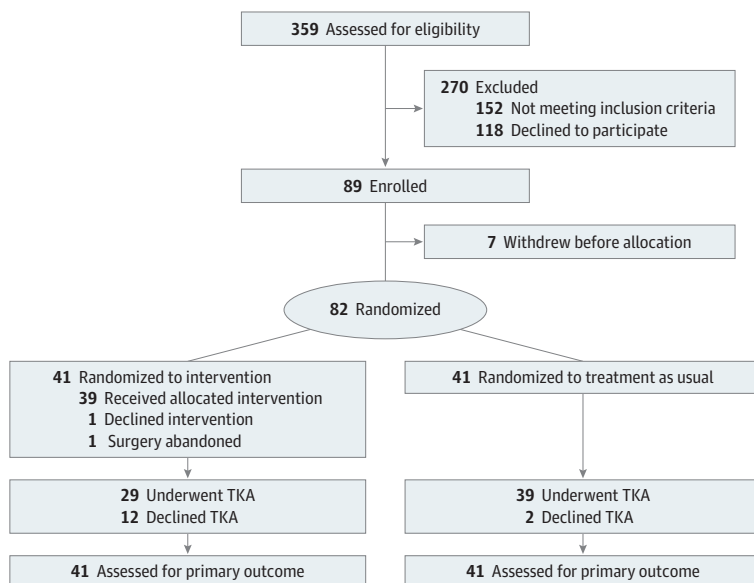 359 Assessed for eligibility
270 Excluded
152 Not meeting inclusion criteria
118 Declined to participate
89 Enrolled
7 Withdrew before allocation
82 Randomized
41 Randomized to intervention
39 Received allocated intervention
1 Declined intervention
1 Surgery abandoned
41 Randomized to treatment as usual
29 Underwent TKA
12 Declined TKA
39 Underwent TKA
2 Declined TKA
41 Assessed for primary outcome
41 Assessed for primary outcome